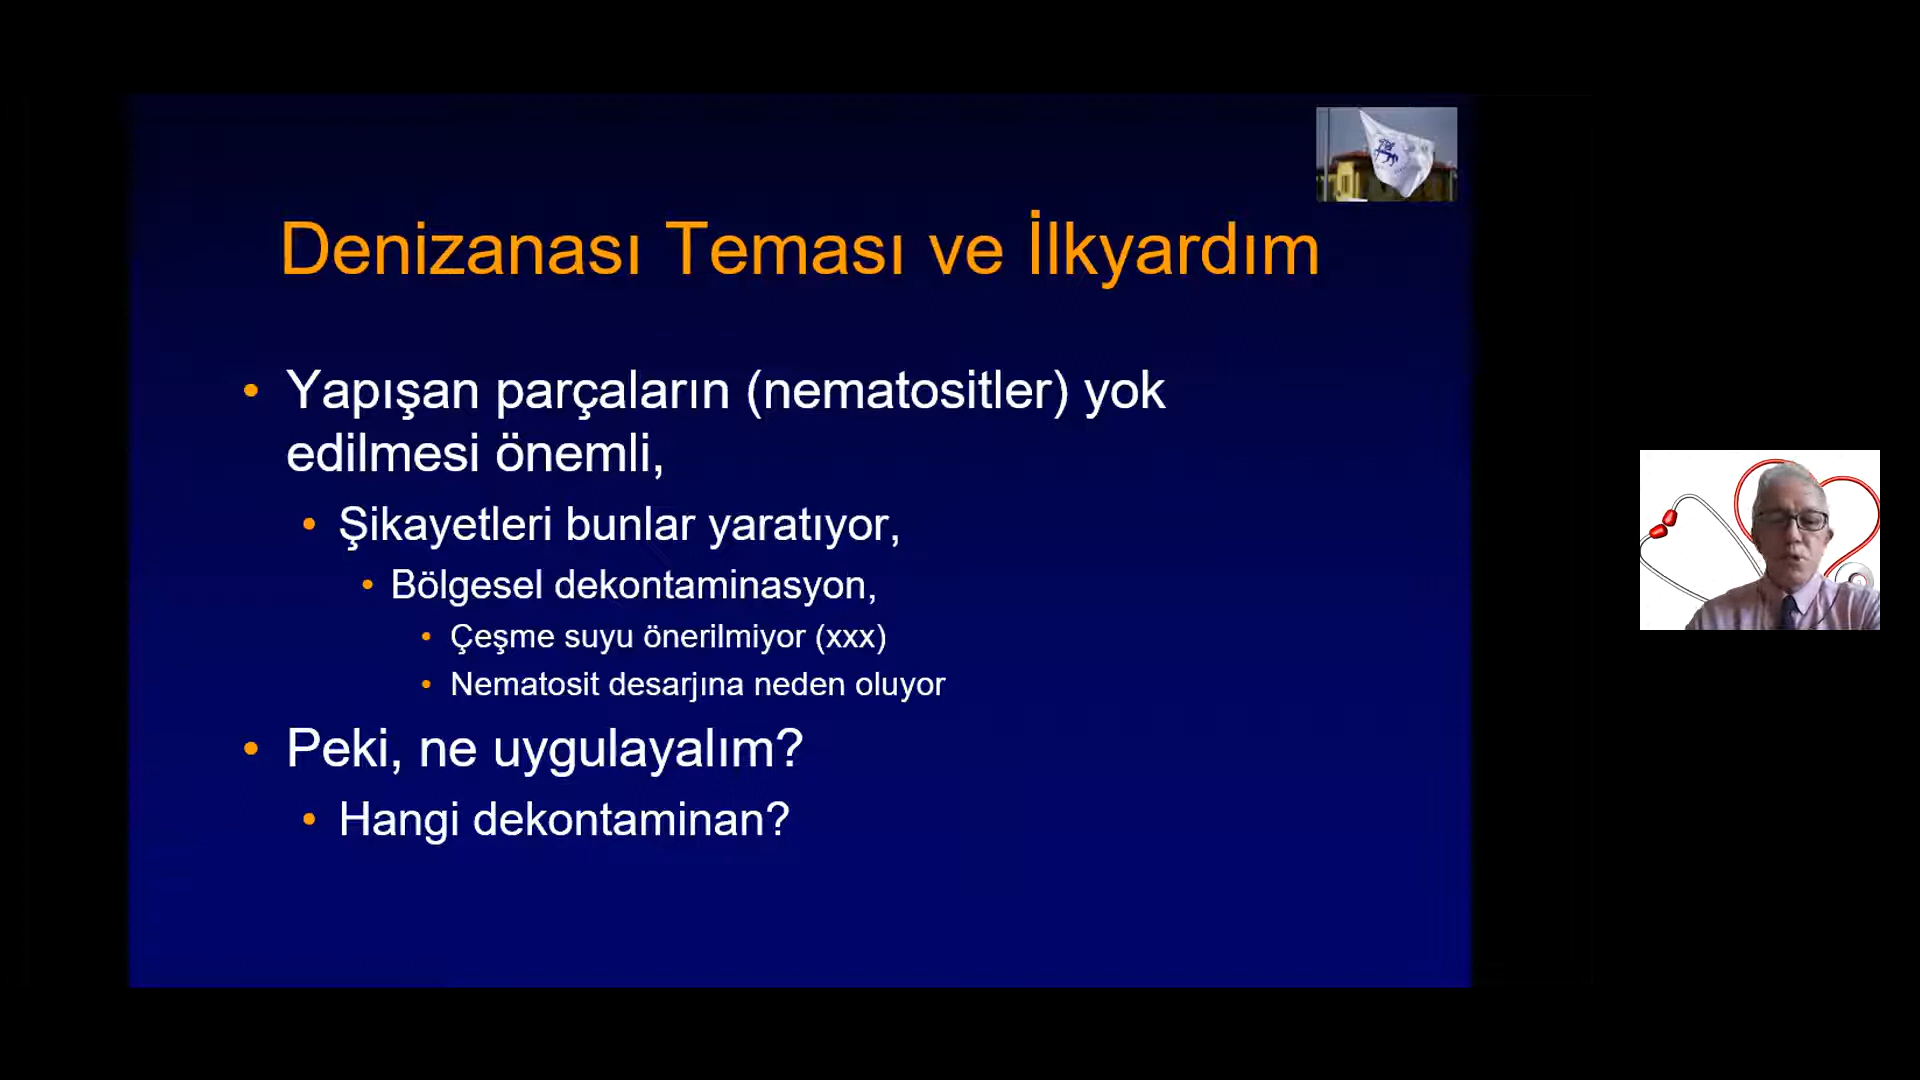 Denizanası Teması ve İlkyardım
• Yapışan parçaların (nematositler) yok
edilmesi önemli,
• Şikayetleri bunlar yaratıyor,
• Bölgesel dekontaminasyon,
• Çeşme suyu önerilmiyor (xxx)
• Nematosit desarjına neden oluyor
• Peki, ne uygulayalım?
• Hangi dekontaminan?